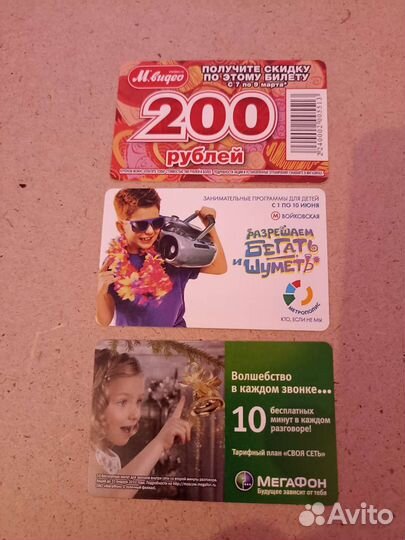 М.видео
ПОЛУЧИТЕ СКИДКУ
ПО ЭТОМУ БИЛЕТУ
С 7 по 9 марта*
200
рублей
ЗАНИМАТЕЛЬНЫЕ ПРОГРАММЫ ДЛЯ ДЕТЕЙ
С 1 ПО 10 ИЮНЯ
М ВОЙКОВСКАЯ
РАЗРЕШАЕМ
БЕГАТЬ
и ШУМЕТЬ
МЕТРОПОЛИС
КТО, ЕСЛИ НЕ МЫ
Волшебство
в каждом звонке...
10 бесплатных
минут в каждом
разговоре!
Тарифный план «СВОЯ СЕТЬ»
МЕГАФОН
Будущее зависит от тебя
Avito